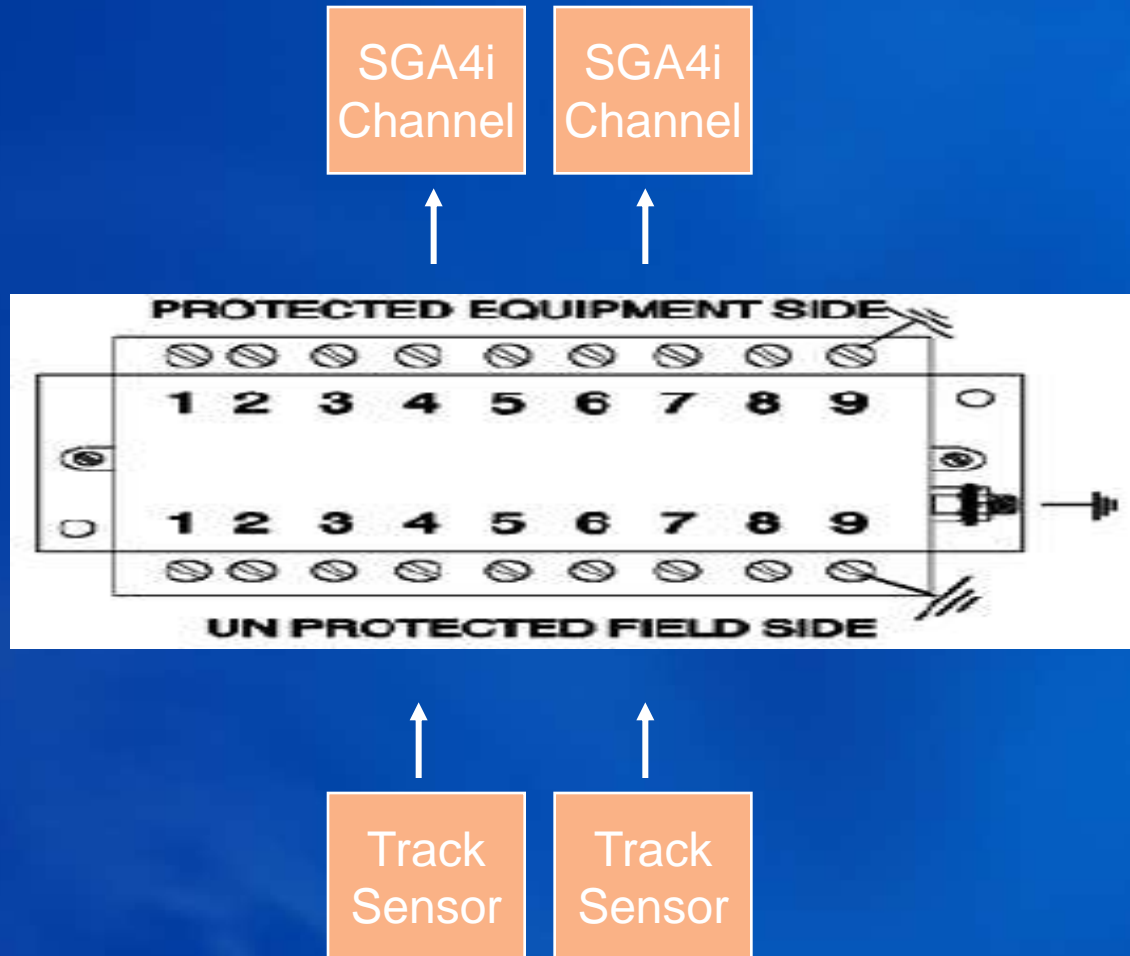 SGA4i SGA4i
Channel Channel
PROTECTED EQUIPMENT SIDE
1 2 3 4 5 6 7 8 9
1 2 3 4 5 6 7 8 9
UN PROTECTED FIELD SIDE
Track Track
Sensor Sensor